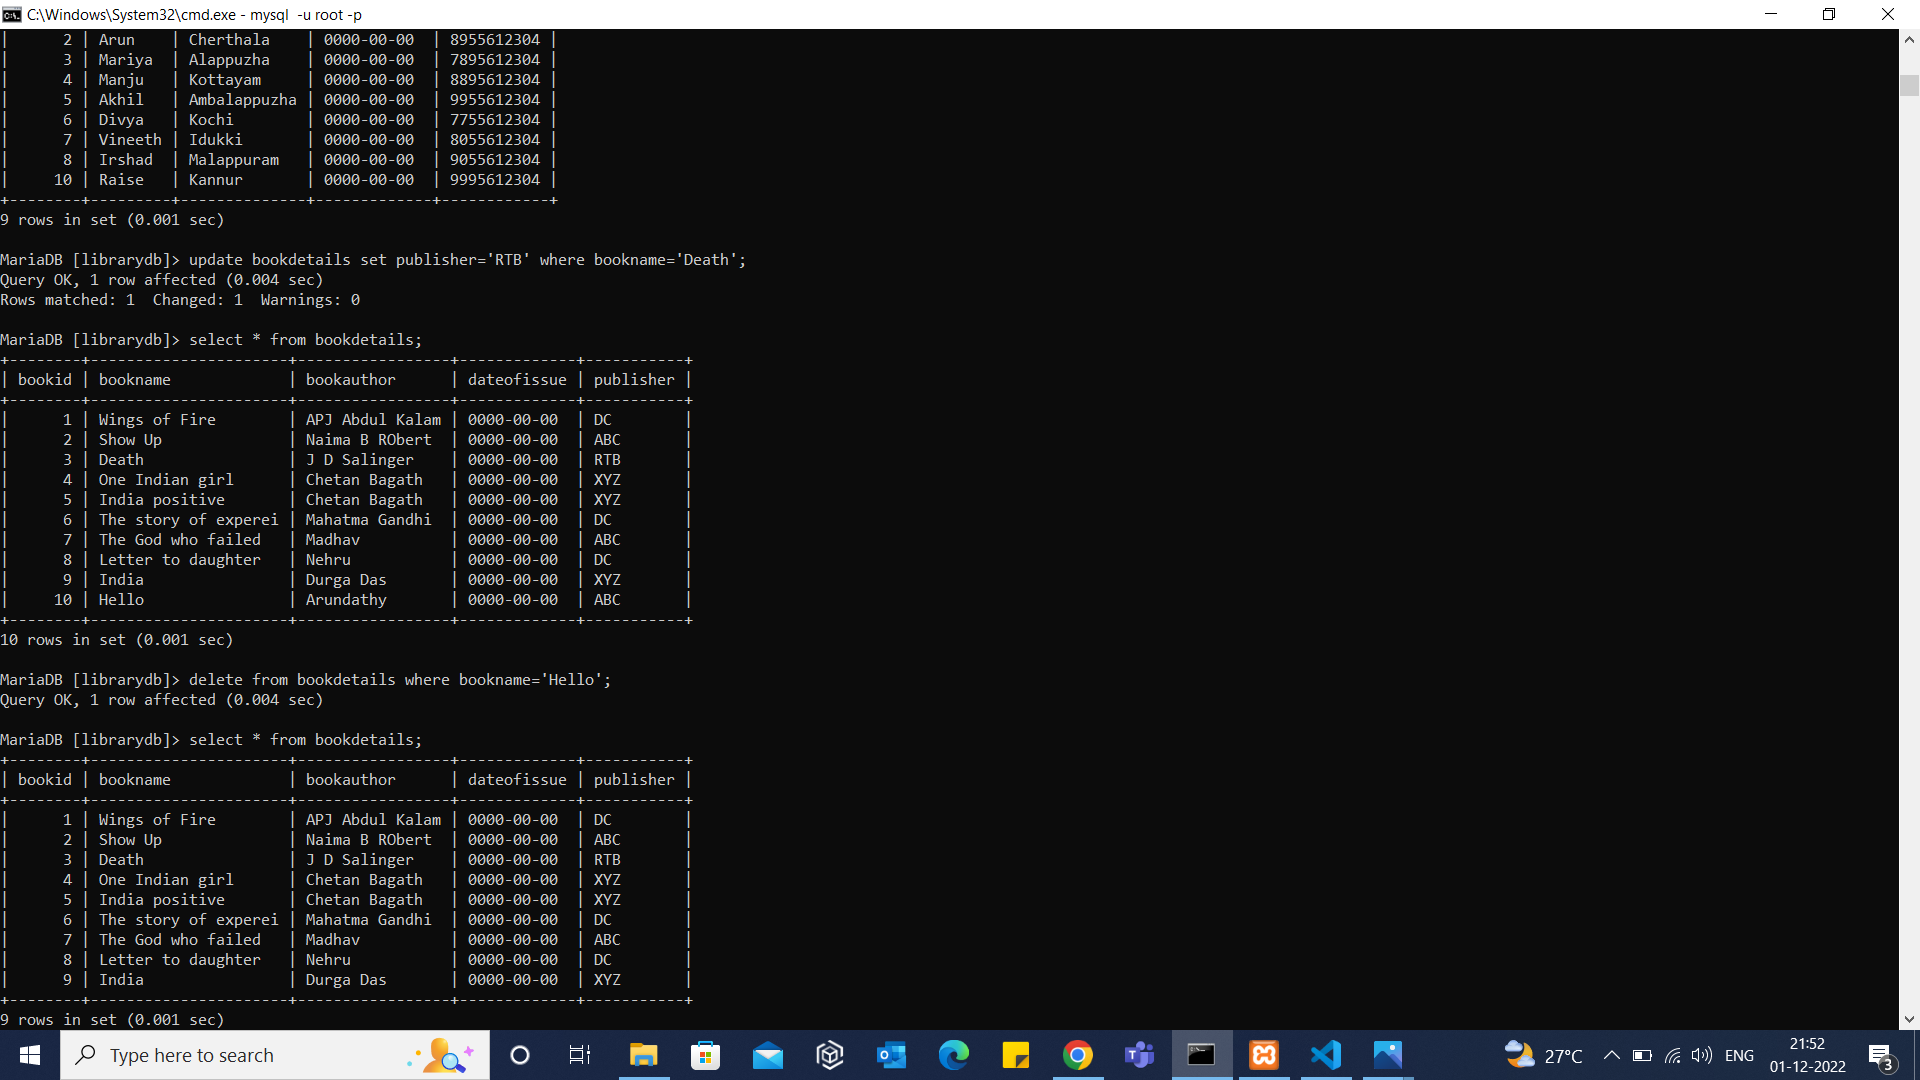 C:\Windows\System32\cmd.exe - mysql  -u root -p
|      2 | Arun    | Cherthala    | 0000-00-00  | 8955612304 |
|      3 | Mariya  | Alappuzha    | 0000-00-00  | 7895612304 |
|      4 | Manju   | Kottayam     | 0000-00-00  | 8895612304 |
|      5 | Akhil   | Ambalappuzha | 0000-00-00  | 9955612304 |
|      6 | Divya   | Kochi        | 0000-00-00  | 7755612304 |
|      7 | Vineeth | Idukki       | 0000-00-00  | 8055612304 |
|      8 | Irshad  | Malappuram   | 0000-00-00  | 9055612304 |
|     10 | Raise   | Kannur       | 0000-00-00  | 9995612304 |
+--------+---------+--------------+-------------+------------+
9 rows in set (0.001 sec)
MariaDB [librarydb]> update bookdetails set publisher='RTB' where bookname='Death';
Query OK, 1 row affected (0.004 sec)
Rows matched: 1  Changed: 1  Warnings: 0
MariaDB [librarydb]> select * from bookdetails;
+--------+----------------------+-----------------+-------------+-----------+
| bookid | bookname             | bookauthor      | dateofissue | publisher |
+--------+----------------------+-----------------+-------------+-----------+
|      1 | Wings of Fire        | APJ Abdul Kalam | 0000-00-00  | DC        |
|      2 | Show Up              | Naima B RObert  | 0000-00-00  | ABC       |
|      3 | Death                | J D Salinger    | 0000-00-00  | RTB       |
|      4 | One Indian girl      | Chetan Bagath   | 0000-00-00  | XYZ       |
|      5 | India positive       | Chetan Bagath   | 0000-00-00  | XYZ       |
|      6 | The story of experei | Mahatma Gandhi  | 0000-00-00  | DC        |
|      7 | The God who failed   | Madhav          | 0000-00-00  | ABC       |
|      8 | Letter to daughter   | Nehru           | 0000-00-00  | DC        |
|      9 | India                | Durga Das       | 0000-00-00  | XYZ       |
|     10 | Hello                | Arundathy       | 0000-00-00  | ABC       |
+--------+----------------------+-----------------+-------------+-----------+
10 rows in set (0.001 sec)
MariaDB [librarydb]> delete from bookdetails where bookname='Hello';
Query OK, 1 row affected (0.004 sec)
MariaDB [librarydb]> select * from bookdetails;
+--------+----------------------+-----------------+-------------+-----------+
| bookid | bookname             | bookauthor      | dateofissue | publisher |
+--------+----------------------+-----------------+-------------+-----------+
|      1 | Wings of Fire        | APJ Abdul Kalam | 0000-00-00  | DC        |
|      2 | Show Up              | Naima B RObert  | 0000-00-00  | ABC       |
|      3 | Death                | J D Salinger    | 0000-00-00  | RTB       |
|      4 | One Indian girl      | Chetan Bagath   | 0000-00-00  | XYZ       |
|      5 | India positive       | Chetan Bagath   | 0000-00-00  | XYZ       |
|      6 | The story of experei | Mahatma Gandhi  | 0000-00-00  | DC        |
|      7 | The God who failed   | Madhav          | 0000-00-00  | ABC       |
|      8 | Letter to daughter   | Nehru           | 0000-00-00  | DC        |
|      9 | India                | Durga Das       | 0000-00-00  | XYZ       |
+--------+----------------------+-----------------+-------------+-----------+
9 rows in set (0.001 sec)
Type here to search
27°C
ENG
21:52
01-12-2022
3